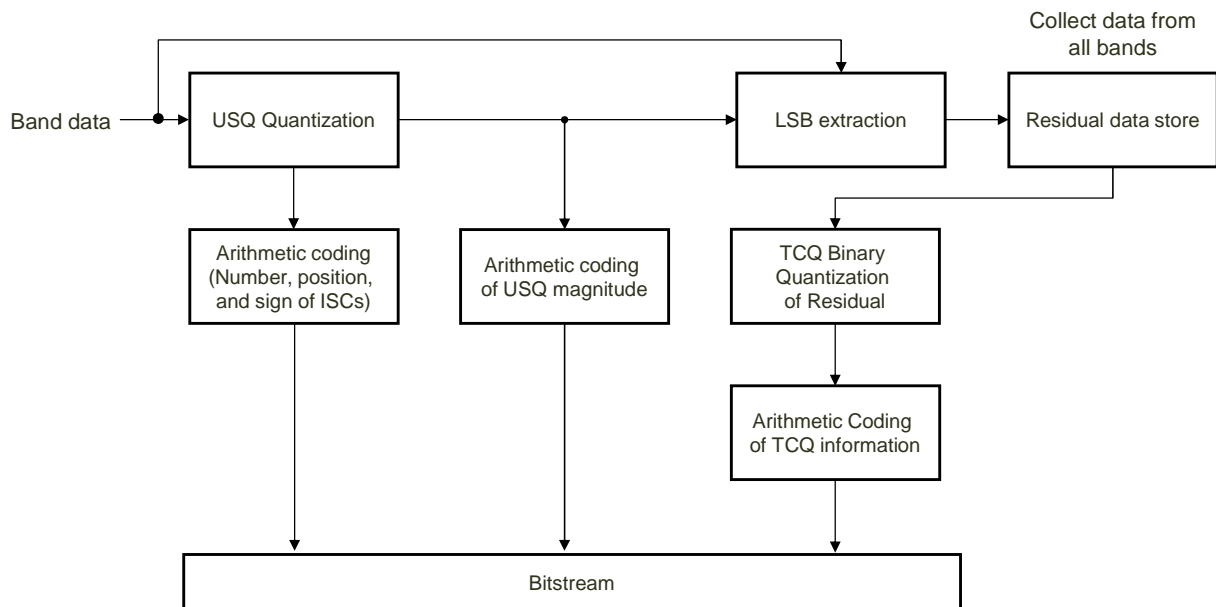 Collect data from
all bands
Band data
USQ Quantization
LSB extraction
Residual data store
Arithmetic coding
(Number, position,
and sign of ISCs)
Arithmetic coding
of USQ magnitude
TCQ Binary
Quantization
of Residual
Arithmetic Coding
of TCQ information
Bitstream